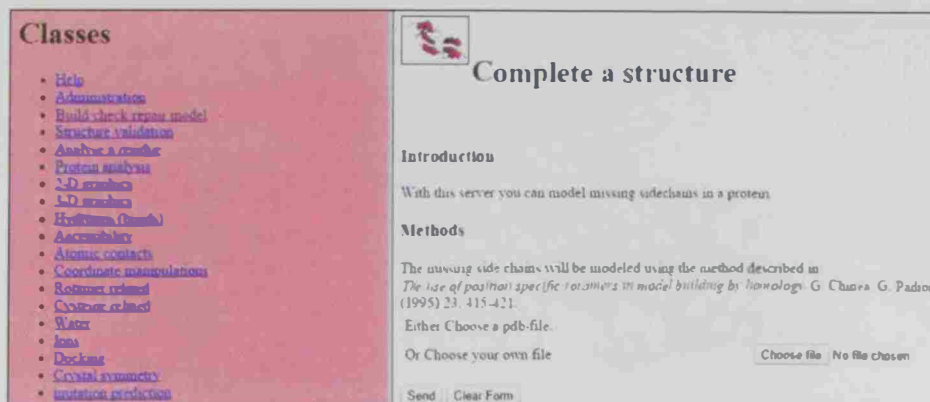 Classes
Help
Administration
Build check repair model
Structure validation
Analyse a residue
Protein analysis
2-D graphics
3-D graphics
Hydrogen (bonds)
Accessibility
Atomic contacts
Coordinate manipulations
Rotamer related
Cysteine related
Water
Ions
Docking
Crystal symmetry
mutation prediction
Complete a structure
Introduction
With this server you can model missing sidechains in a protein
Methods
The missing side chains will be modeled using the method described in
The use of position specific rotamers in model building by homology. G. Chinea, G.
(1995) 23, 415-421.
Either Choose a pdb-file.
Or Choose your own file
Choose file No file chosen
Send Clear Form